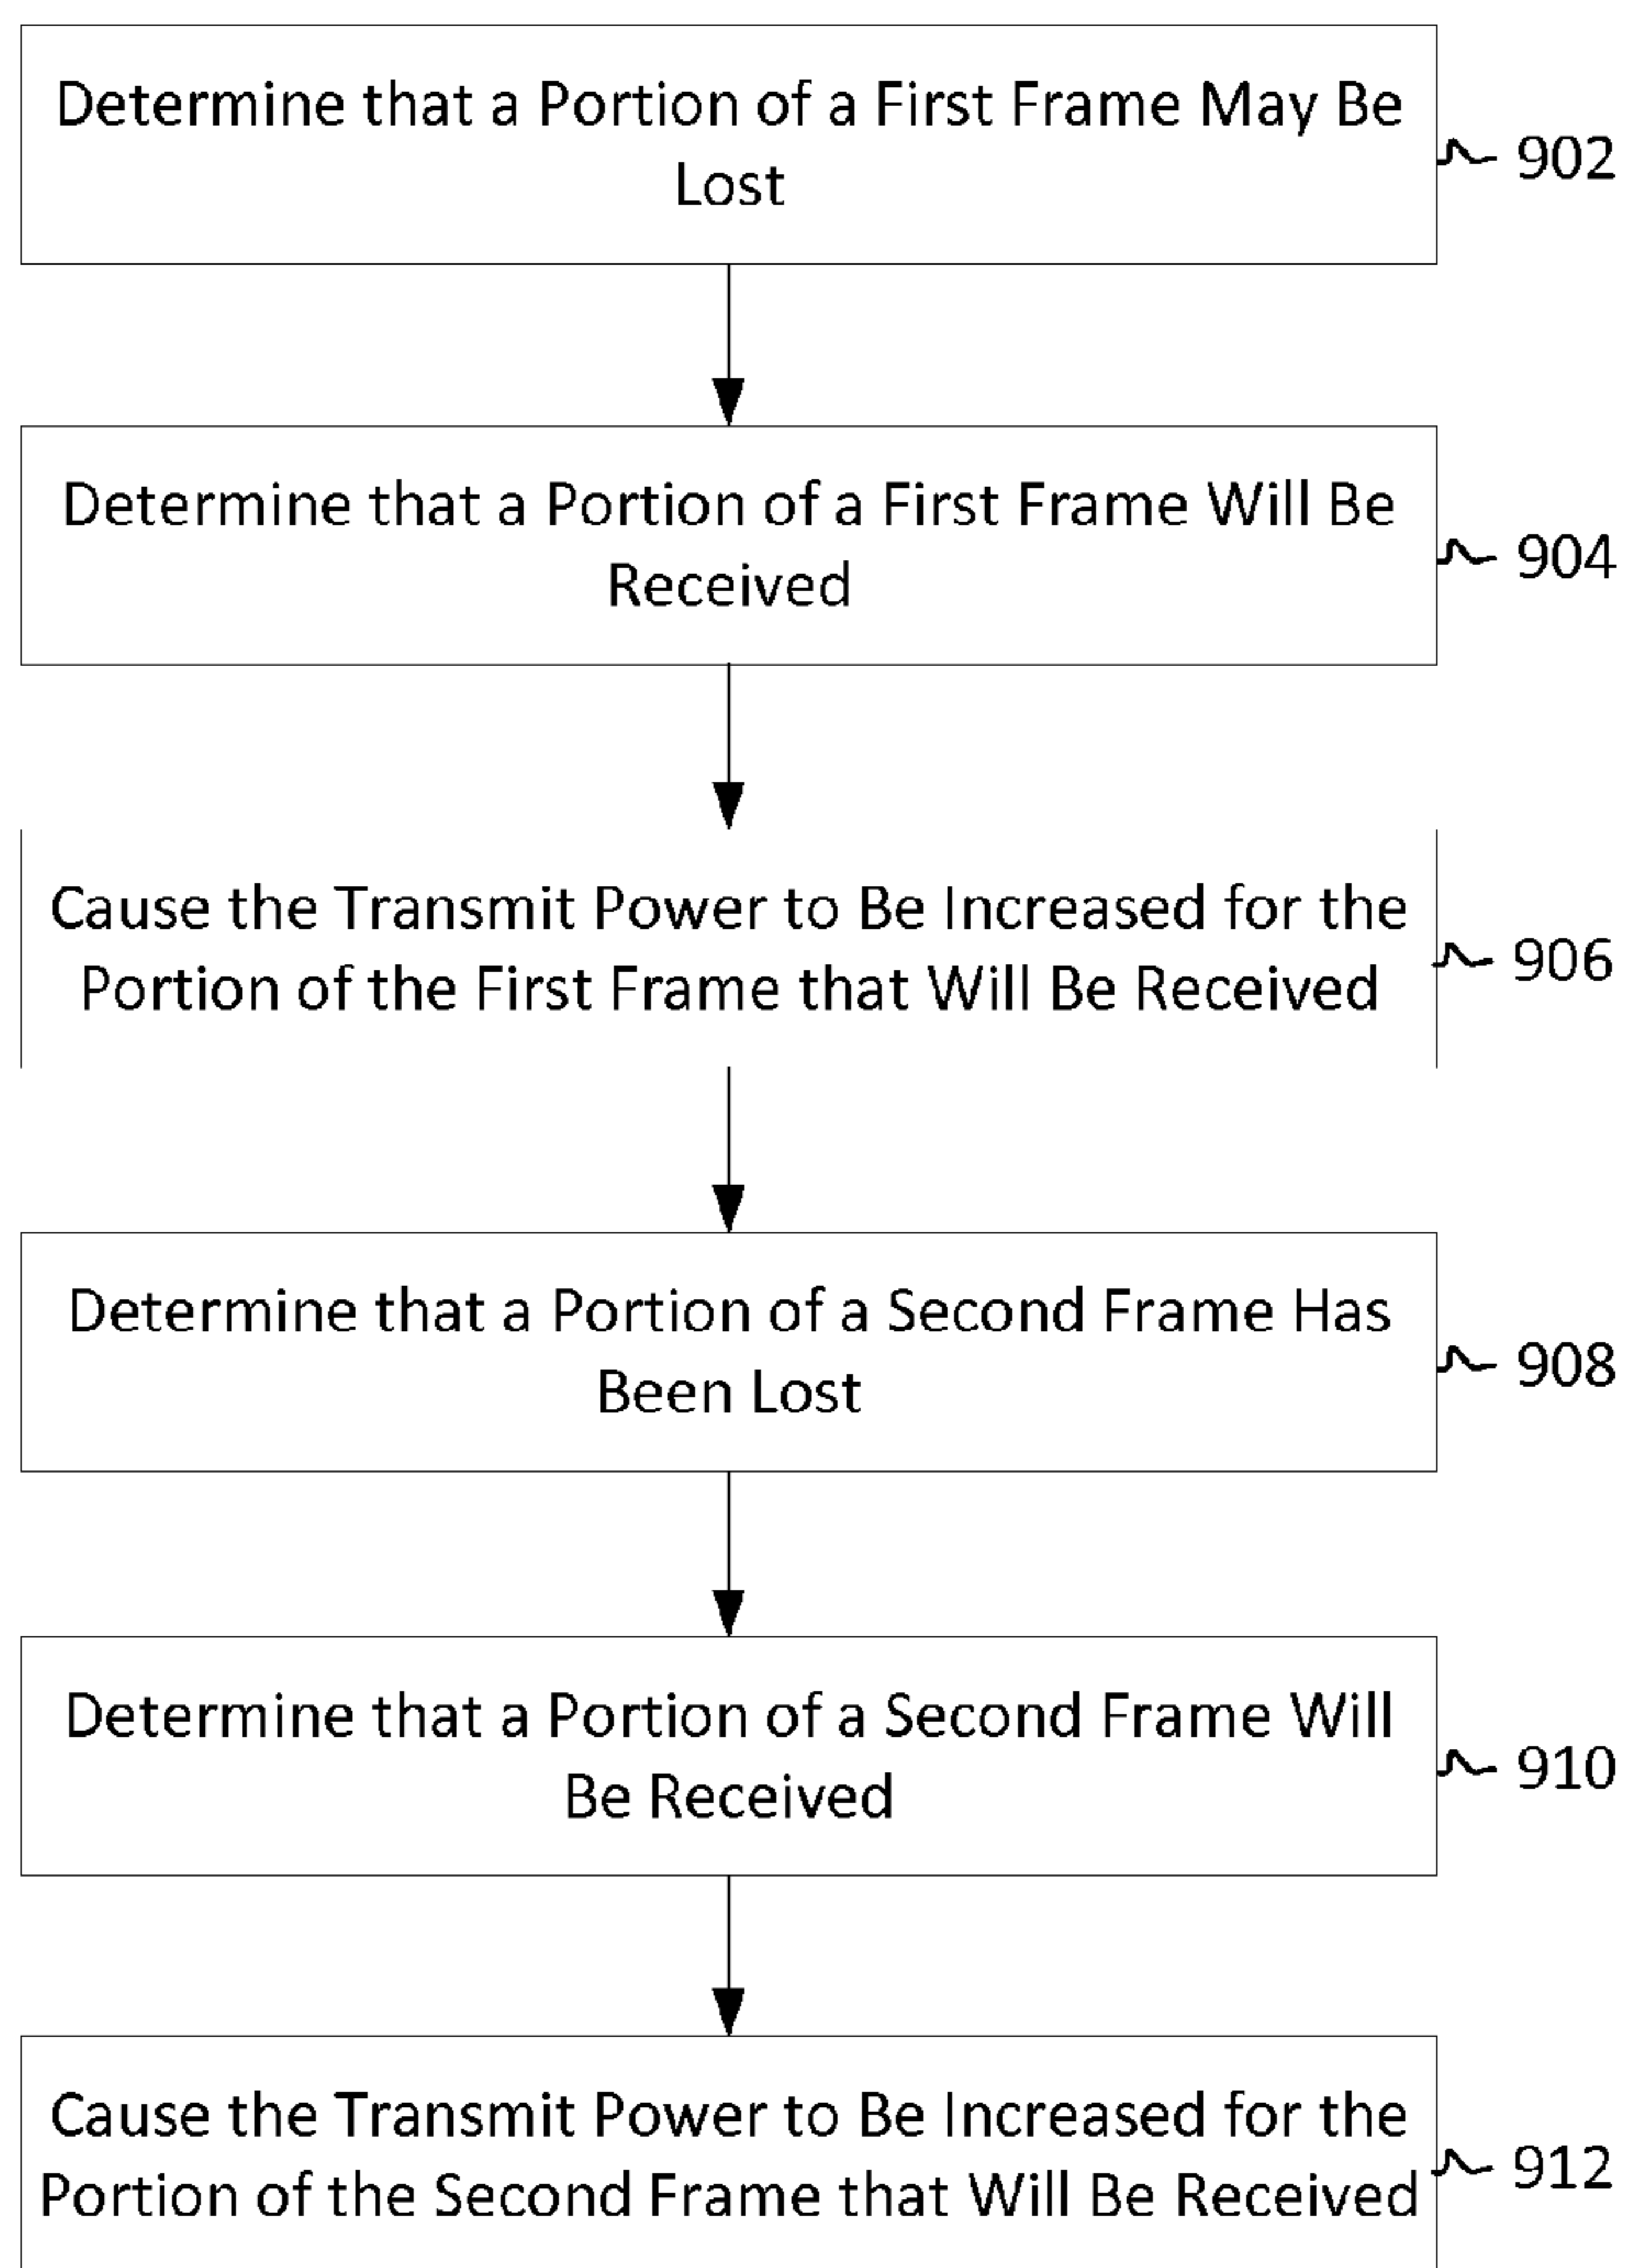 Determine that a Portion of a First Frame May Be
Lost
902
Determine that a Portion of a First Frame Will Be
Received
904
Cause the Transmit Power to Be Increased for the
Portion of the First Frame that Will Be Received
906
Determine that a Portion of a Second Frame Has
Been Lost
908
Determine that a Portion of a Second Frame Will
Be Received
910
Cause the Transmit Power to Be Increased for the
Portion of the Second Frame that Will Be Received
912